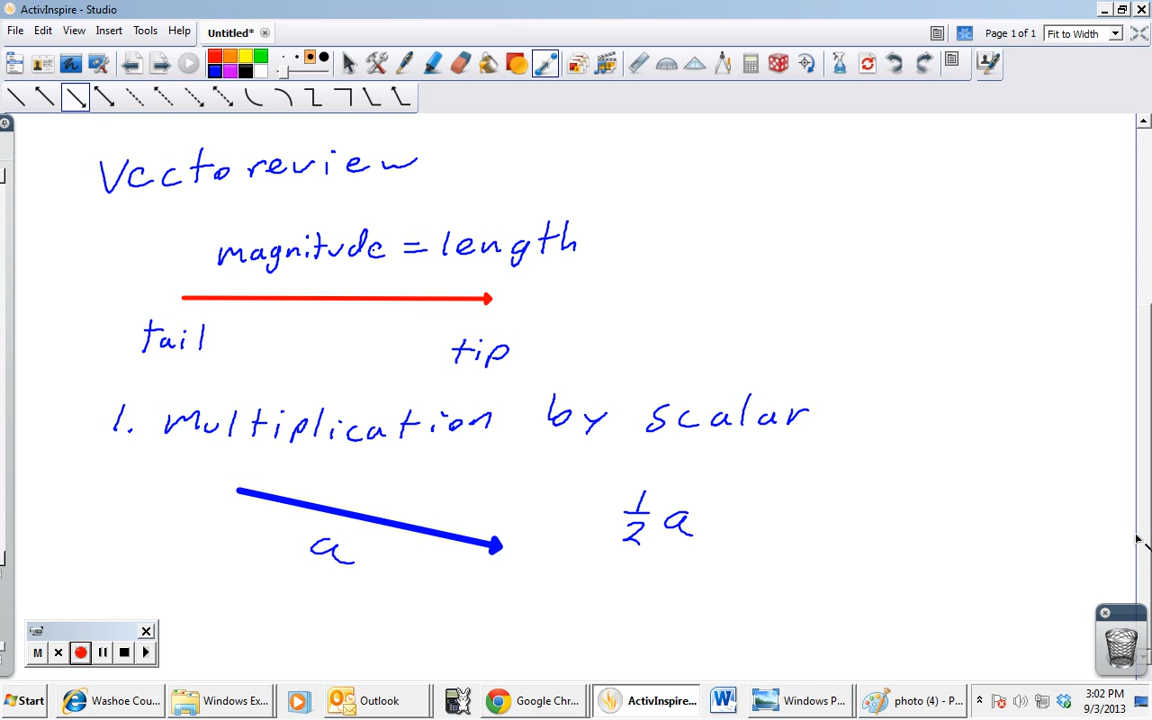 ActivInspire - Studio
File Edit View Insert Tools Help Untitled* Page 1 of 1 Fit to Width
Vectoreview
magnitude = length
tail
tip
1. Multiplication by scalar
a
1/2 a
M
Start Washoe Cou... Windows Ex... Outlook Google Chr... ActivInspire... Windows P... photo (4) - P... 3:02 PM
9/3/2013